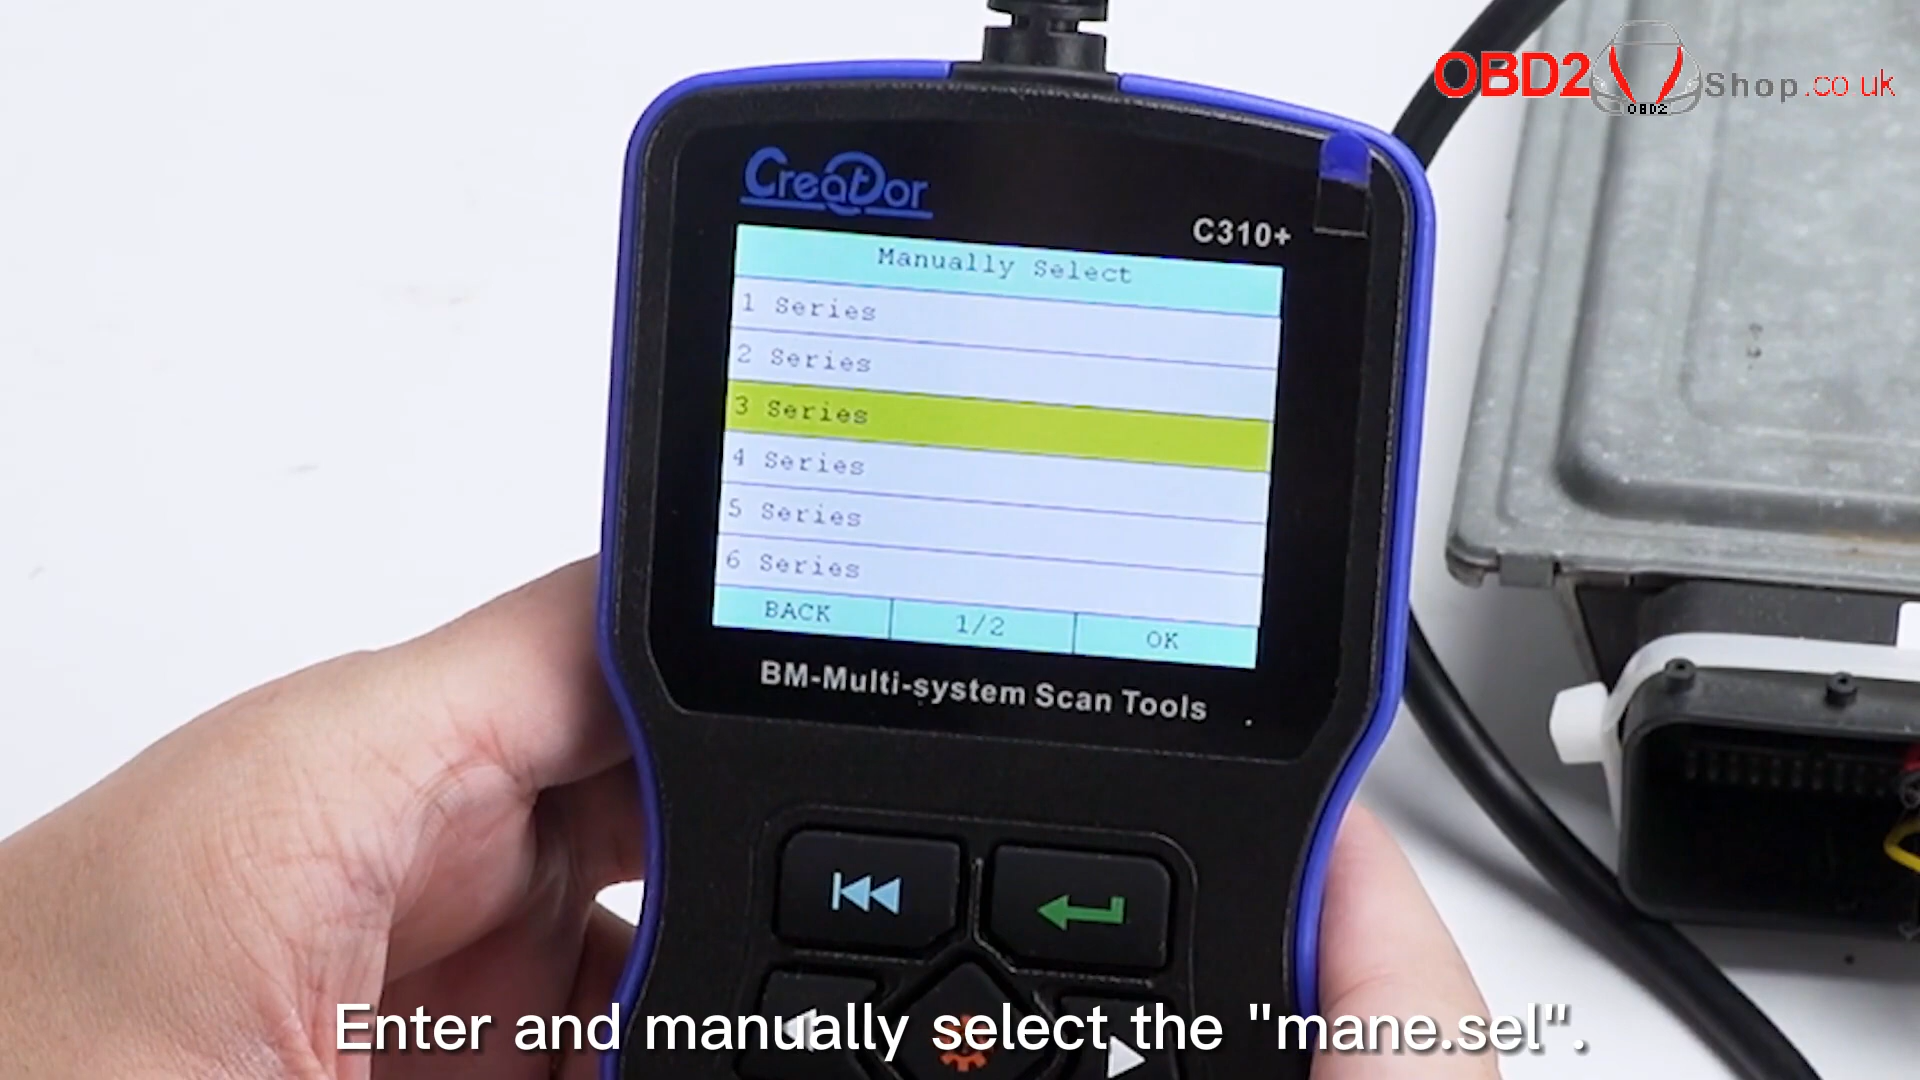 OBD2 Shop.co.uk
OBD2
CreatOor
C310+
Manually Select
1 Series
2 Series
3 Series
4 Series
5 Series
6 Series
BACK 1/2 OK
BM-Multi-system Scan Tools
Enter and manually select the "mane.sel".